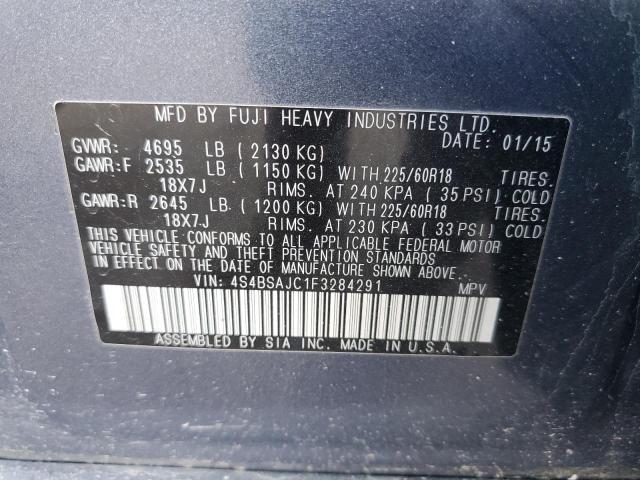 MFD BY FUJI HEAVY INDUSTRIES LTD.
DATE: 01/15
GVWR: 4695 LB ( 2130 KG)
GAWR:F 2535 LB ( 1150 KG) WITH 225/60R18 TIRES.
18X7J RIMS. AT 240 KPA ( 35 PSI) COLD
GAWR:R 2645 LB ( 1200 KG) WITH 225/60R18 TIRES.
18X7J RIMS. AT 230 KPA ( 33 PSI) COLD
THIS VEHICLE CONFORMS TO ALL APPLICABLE FEDERAL MOTOR
VEHICLE SAFETY AND THEFT PREVENTION STANDARDS
IN EFFECT ON THE DATE OF MANUFACTURE SHOWN ABOVE.
VIN: 4S4BSAJC1F3284291 MPV
ASSEMBLED BY SIA INC. MADE IN U.S.A.